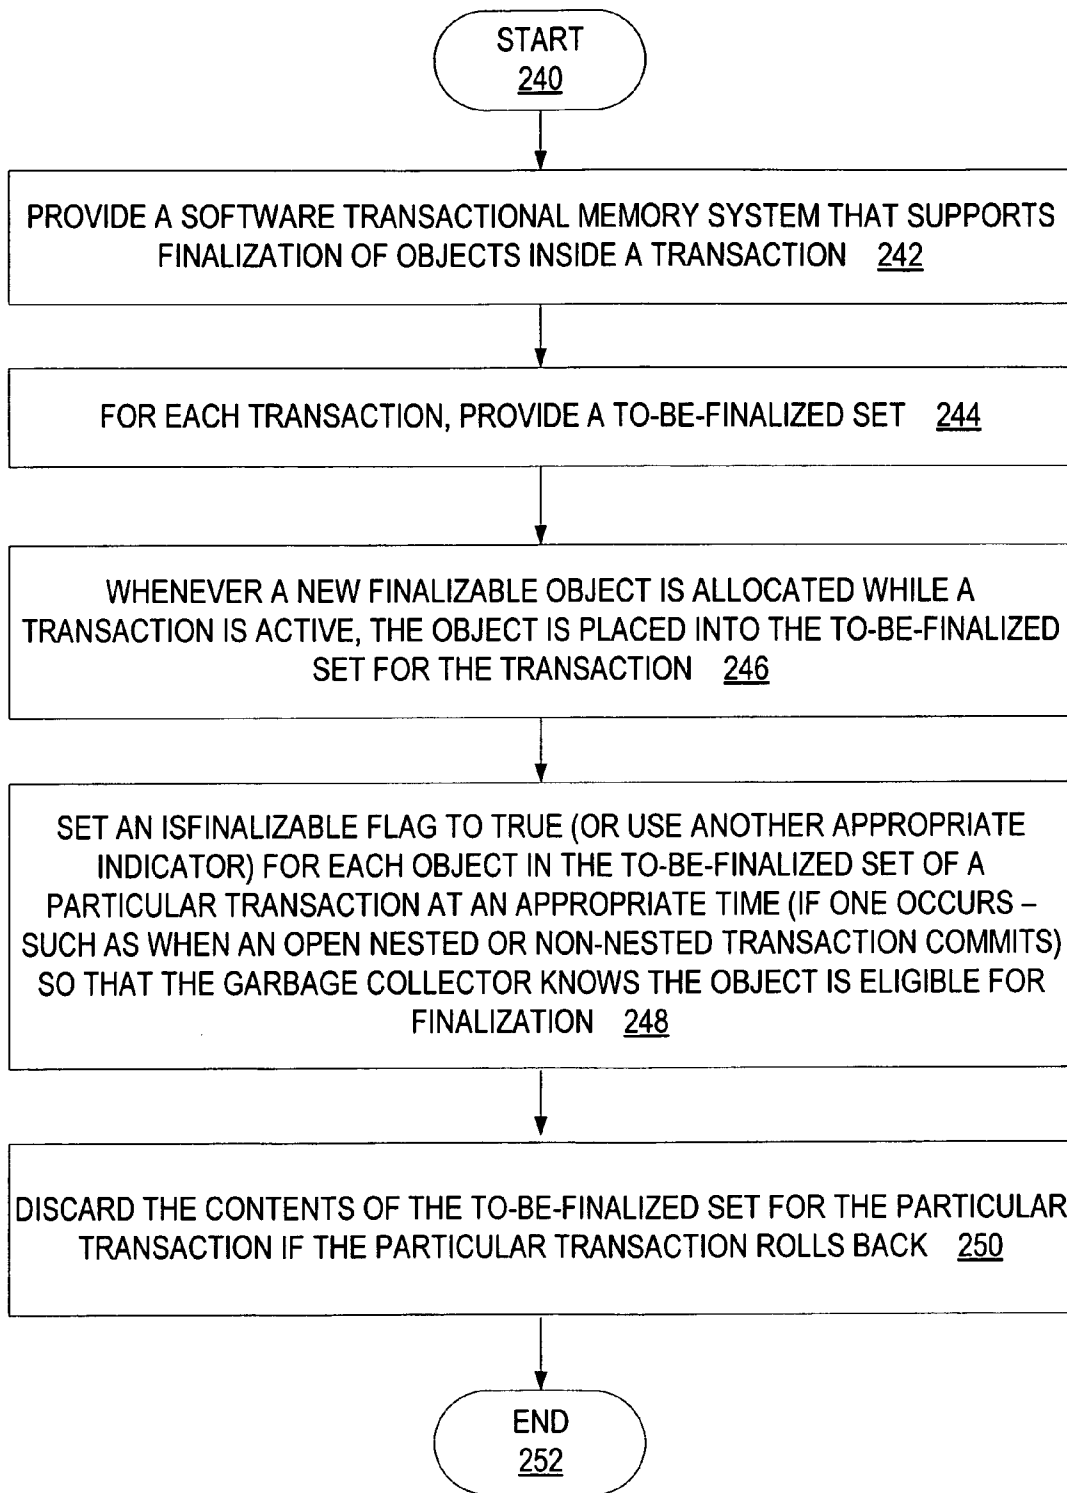 START
240
PROVIDE A SOFTWARE TRANSACTIONAL MEMORY SYSTEM THAT SUPPORTS
FINALIZATION OF OBJECTS INSIDE A TRANSACTION 242
FOR EACH TRANSACTION, PROVIDE A TO-BE-FINALIZED SET 244
WHENEVER A NEW FINALIZABLE OBJECT IS ALLOCATED WHILE A
TRANSACTION IS ACTIVE, THE OBJECT IS PLACED INTO THE TO-BE-FINALIZED
SET FOR THE TRANSACTION 246
SET AN ISFINALIZABLE FLAG TO TRUE (OR USE ANOTHER APPROPRIATE
INDICATOR) FOR EACH OBJECT IN THE TO-BE-FINALIZED SET OF A
PARTICULAR TRANSACTION AT AN APPROPRIATE TIME (IF ONE OCCURS –
SUCH AS WHEN AN OPEN NESTED OR NON-NESTED TRANSACTION COMMITS)
SO THAT THE GARBAGE COLLECTOR KNOWS THE OBJECT IS ELIGIBLE FOR
FINALIZATION 248
DISCARD THE CONTENTS OF THE TO-BE-FINALIZED SET FOR THE PARTICULAR
TRANSACTION IF THE PARTICULAR TRANSACTION ROLLS BACK 250
END
252